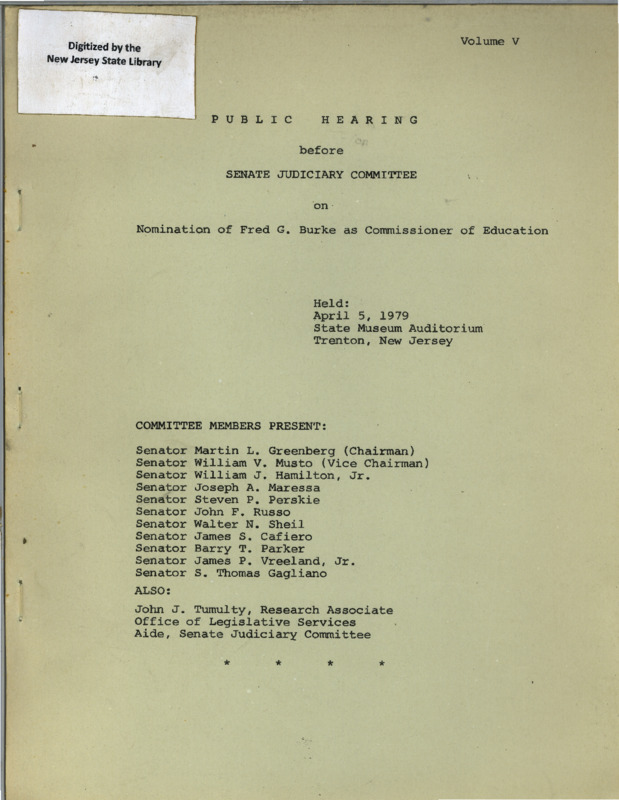 Digitized by the
New Jersey State Library
Volume V
PUBLIC HEARING
before
SENATE JUDICIARY COMMITTEE
on
Nomination of Fred G. Burke as Commissioner of Education
Held:
April 5, 1979
State Museum Auditorium
Trenton, New Jersey
COMMITTEE MEMBERS PRESENT:
Senator Martin L. Greenberg (Chairman)
Senator William V. Musto (Vice Chairman)
Senator William J. Hamilton, Jr.
Senator Joseph A. Maressa
Senator Steven P. Perskie
Senator John F. Russo
Senator Walter N. Sheil
Senator James S. Cafiero
Senator Barry T. Parker
Senator James P. Vreeland, Jr.
Senator S. Thomas Gagliano
ALSO:
John J. Tumulty, Research Associate
Office of Legislative Services
Aide, Senate Judiciary Committee
* * * *